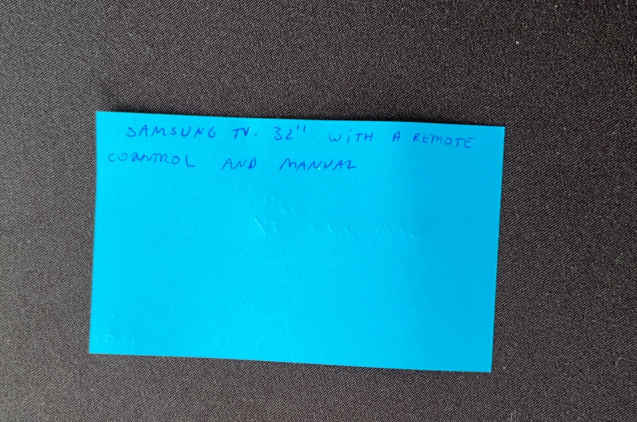 SAMSUNG TV. 32" WITH A REMOTE
CONTROL AND MANUAL